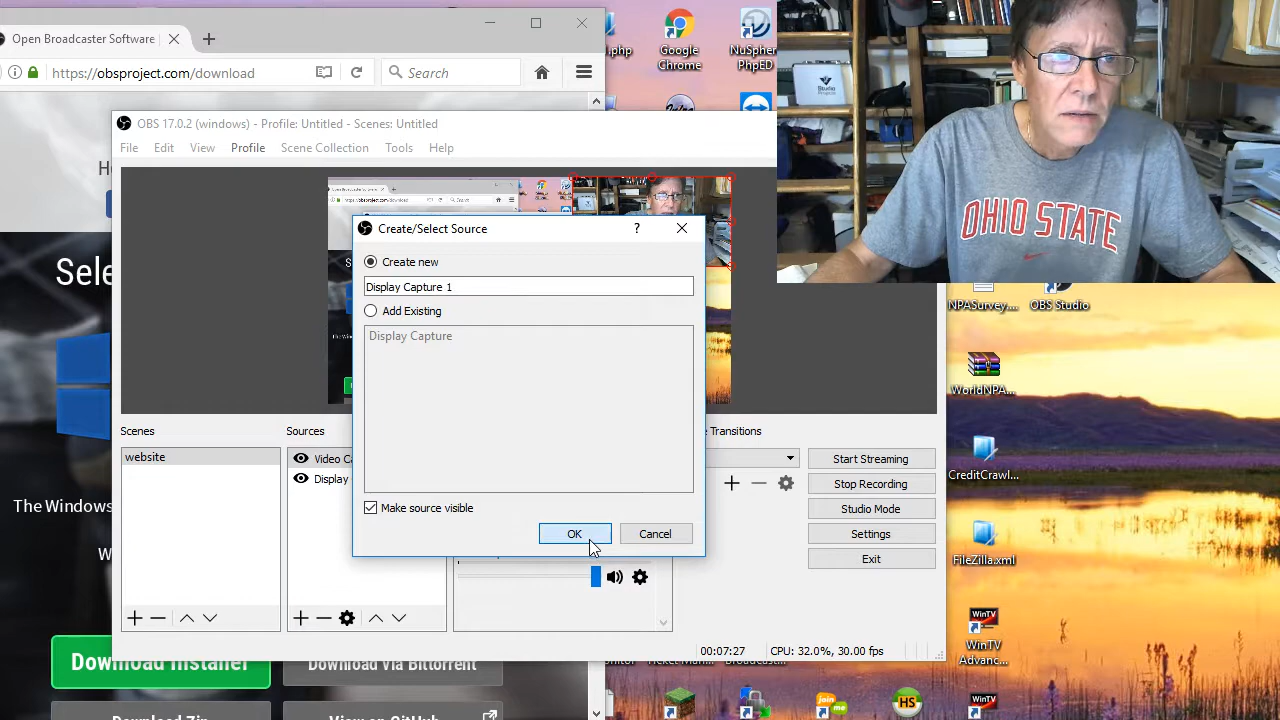 Open Broadcaster Software
obsproject.com/download
Search
.php
Google
Chrome
NuSphere
PhpED
Studio
OHIO STATE
OBS 17.0.2 (windows) - Profile: Untitled - Scenes: Untitled
File Edit View Profile Scene Collection Tools Help
Create/Select Source
Create new
Display Capture 1
Add Existing
Display Capture
Make source visible
OK
Cancel
Sele
The Windows
W
Scenes
website
Sources
Video C
Display
Transitions
Start Streaming
Stop Recording
Studio Mode
Settings
Exit
00:07:27
CPU: 32.0%, 30.00 fps
NPASurvey....
OBS Studio
WorldNPA...
CreditCrawl...
FileZilla.xml
WinTV
WinTV
Advanc...
Download Installer
Download Via Bittorrent
Download Zip
View on GitHub
join
me
HS
WinTV